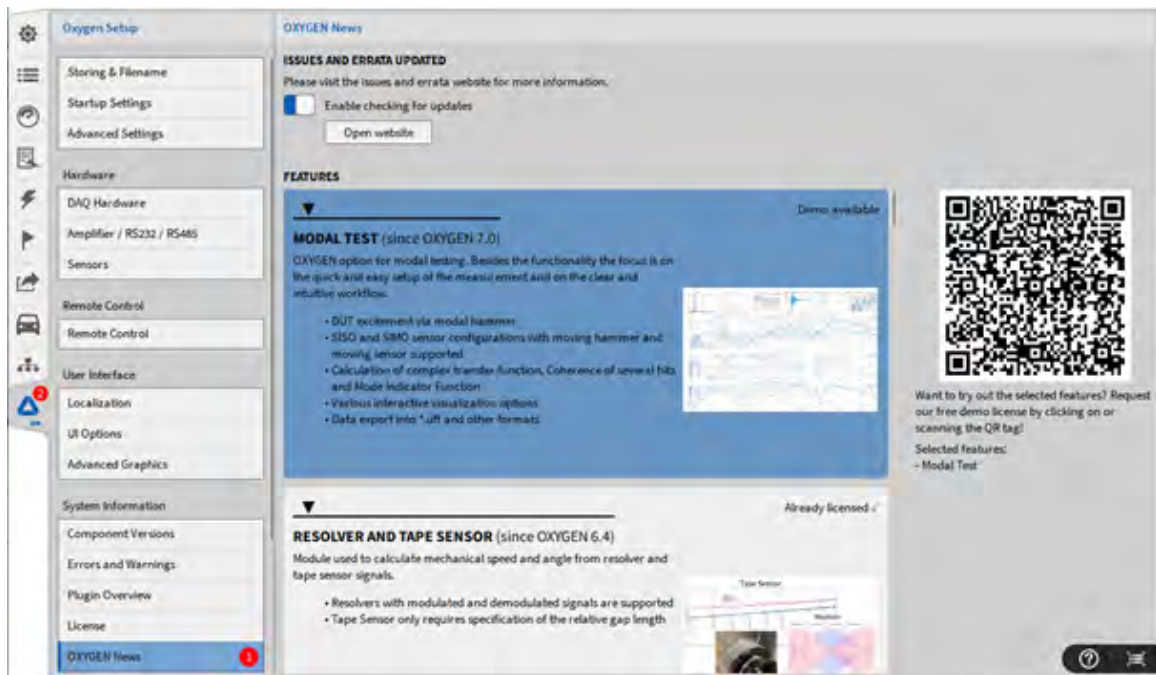 Oxygen Setup
Storing & Filename
Startup Settings
Advanced Settings
Hardware
DAQ Hardware
Amplifier / RS232 / RS485
Sensors
Remote Control
Remote Control
User Interface
Localization
UI Options
Advanced Graphics
System Information
Component Versions
Errors and Warnings
Plugin Overview
License
OXYGEN News
1
2
OXYGEN News
ISSUES AND ERRATA UPDATED
Please visit the issues and errata website for more information.
Enable checking for updates
Open website
FEATURES
Demo available
MODAL TEST (since OXYGEN 7.0)
OXYGEN option for modal testing. Besides the functionality the focus is on
the quick and easy setup of the measurement and on the clear and
intuitive workflow.
• DUT excitement via modal hammer
• SISO and SIMO sensor configurations with moving hammer and
moving sensor supported
• Calculation of complex transfer function, Coherence of several hits
and Mode Indicator Function
• Various interactive visualization options
• Data export into *.uff and other formats
Already licensed ✓
RESOLVER AND TAPE SENSOR (since OXYGEN 6.4)
Module used to calculate mechanical speed and angle from resolver and
tape sensor signals.
• Resolvers with modulated and demodulated signals are supported
• Tape Sensor only requires specification of the relative gap length
Tape Sensor
Want to try out the selected features? Request
our free demo license by clicking on or
scanning the QR tag!
Selected features:
- Modal Test